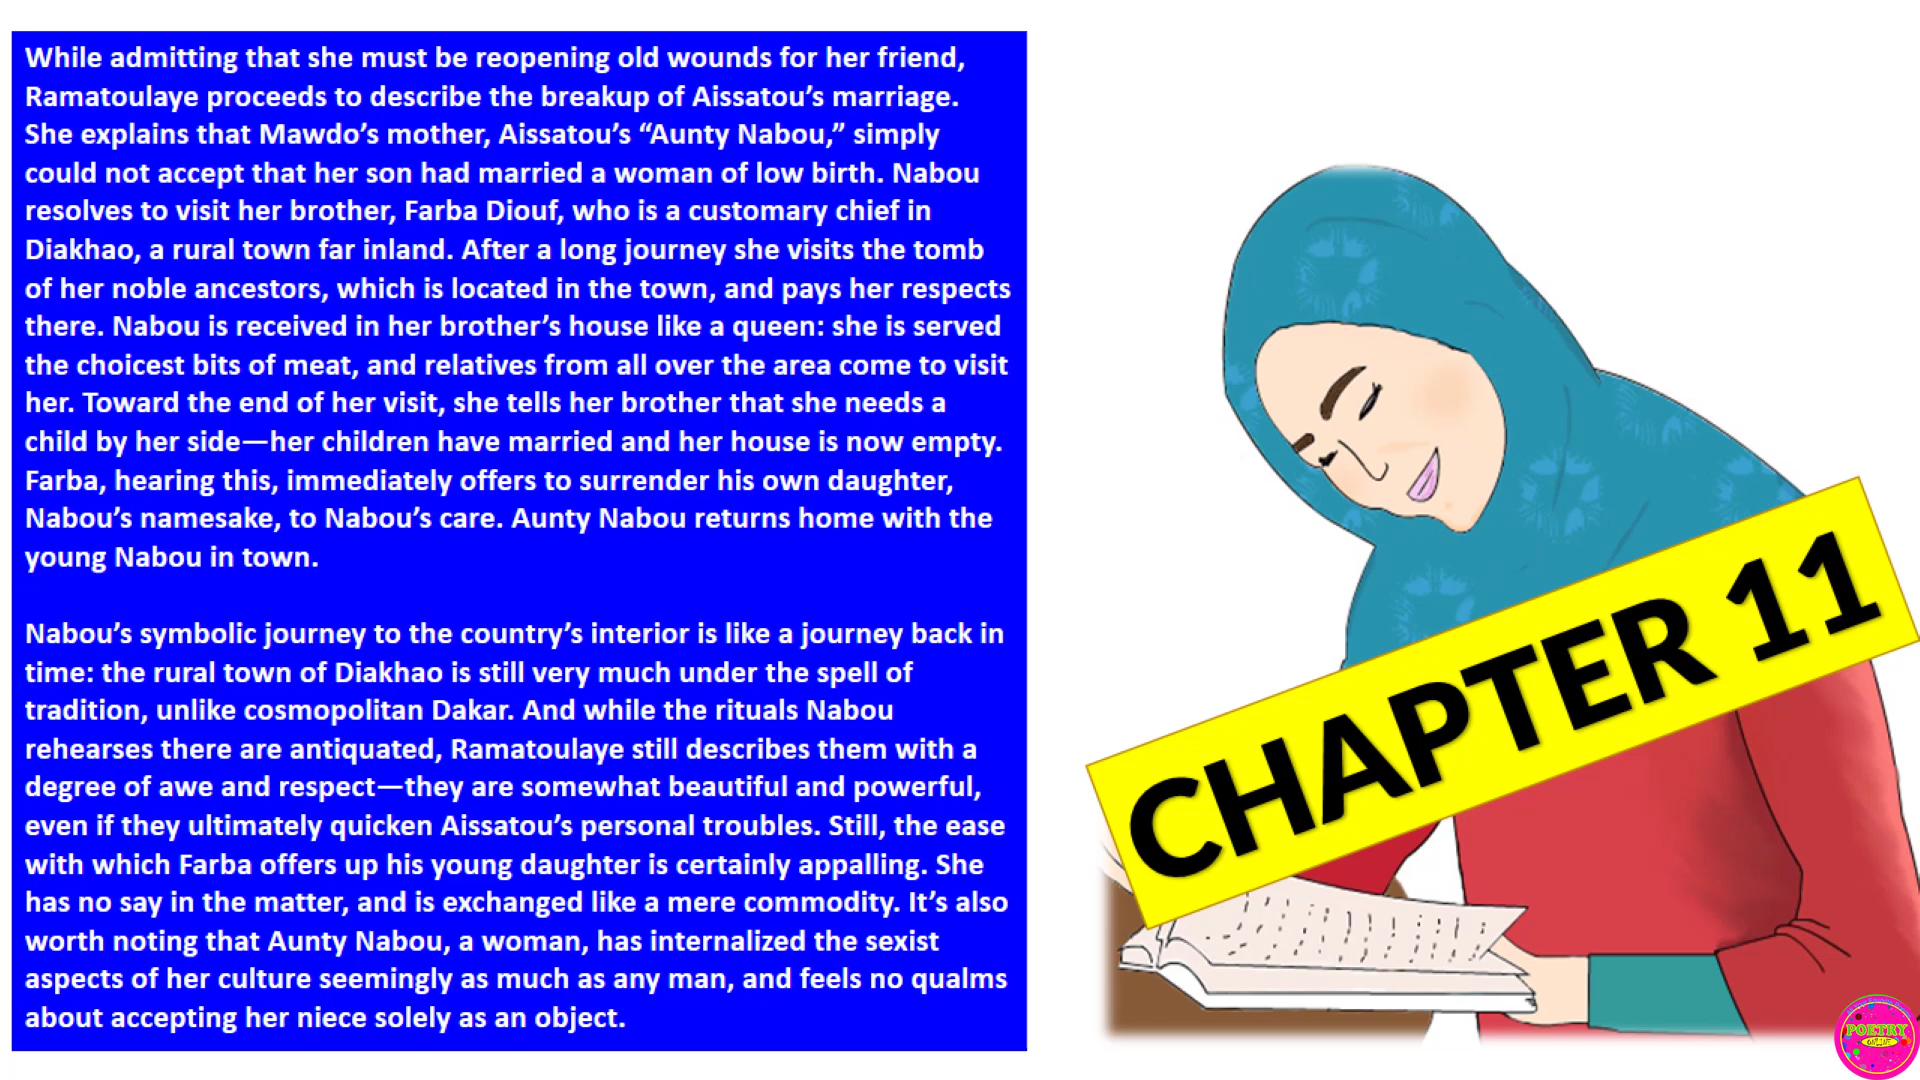 While admitting that she must be reopening old wounds for her friend,
Ramatoulaye proceeds to describe the breakup of Aissatou’s marriage.
She explains that Mawdo’s mother, Aissatou’s “Aunty Nabou,” simply
could not accept that her son had married a woman of low birth. Nabou
resolves to visit her brother, Farba Diouf, who is a customary chief in
Diakhao, a rural town far inland. After a long journey she visits the tomb
of her noble ancestors, which is located in the town, and pays her respects
there. Nabou is received in her brother’s house like a queen: she is served
the choicest bits of meat, and relatives from all over the area come to visit
her. Toward the end of her visit, she tells her brother that she needs a
child by her side—her children have married and her house is now empty.
Farba, hearing this, immediately offers to surrender his own daughter,
Nabou’s namesake, to Nabou’s care. Aunty Nabou returns home with the
young Nabou in town.
Nabou’s symbolic journey to the country’s interior is like a journey back in
time: the rural town of Diakhao is still very much under the spell of
tradition, unlike cosmopolitan Dakar. And while the rituals Nabou
rehearses there are antiquated, Ramatoulaye still describes them with a
degree of awe and respect—they are somewhat beautiful and powerful,
even if they ultimately quicken Aissatou’s personal troubles. Still, the ease
with which Farba offers up his young daughter is certainly appalling. She
has no say in the matter, and is exchanged like a mere commodity. It’s also
worth noting that Aunty Nabou, a woman, has internalized the sexist
aspects of her culture seemingly as much as any man, and feels no qualms
about accepting her niece solely as an object.
CHAPTER 11
POETRY
ONLINE